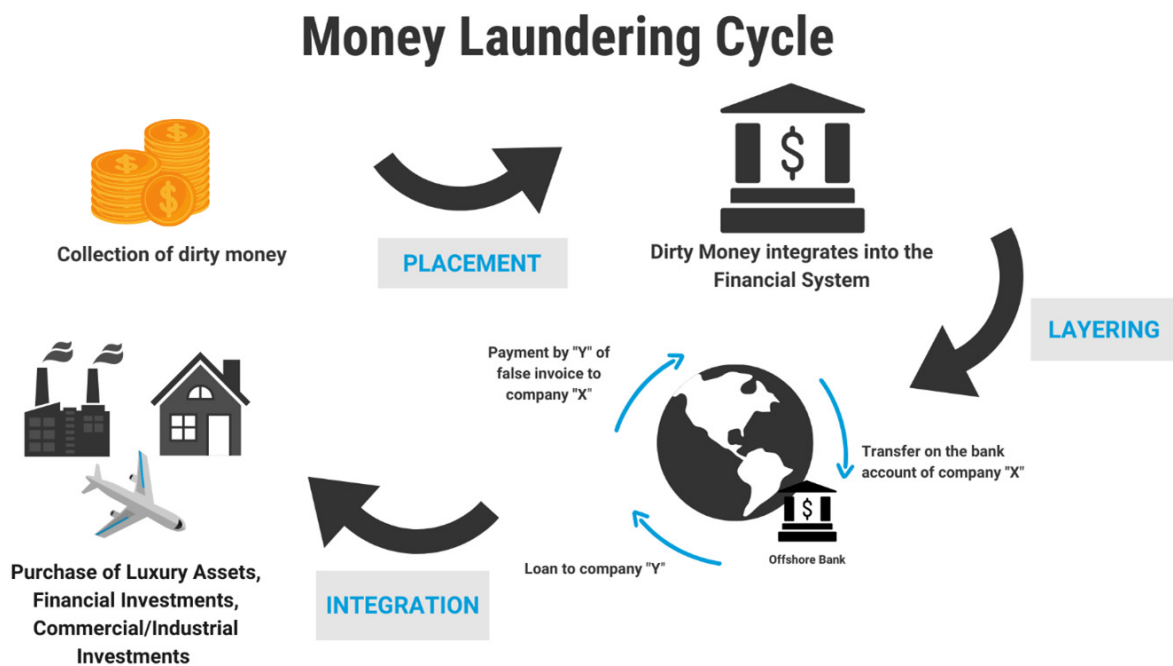 Money Laundering Cycle
$
$
$
$
Collection of dirty money
PLACEMENT
Dirty Money integrates into the
Financial System
LAYERING
Payment by "Y" of
false invoice to
company "X"
Transfer on the bank
account of company "X"
$
Offshore Bank
Loan to company "Y"
INTEGRATION
Purchase of Luxury Assets,
Financial Investments,
Commercial/Industrial
Investments